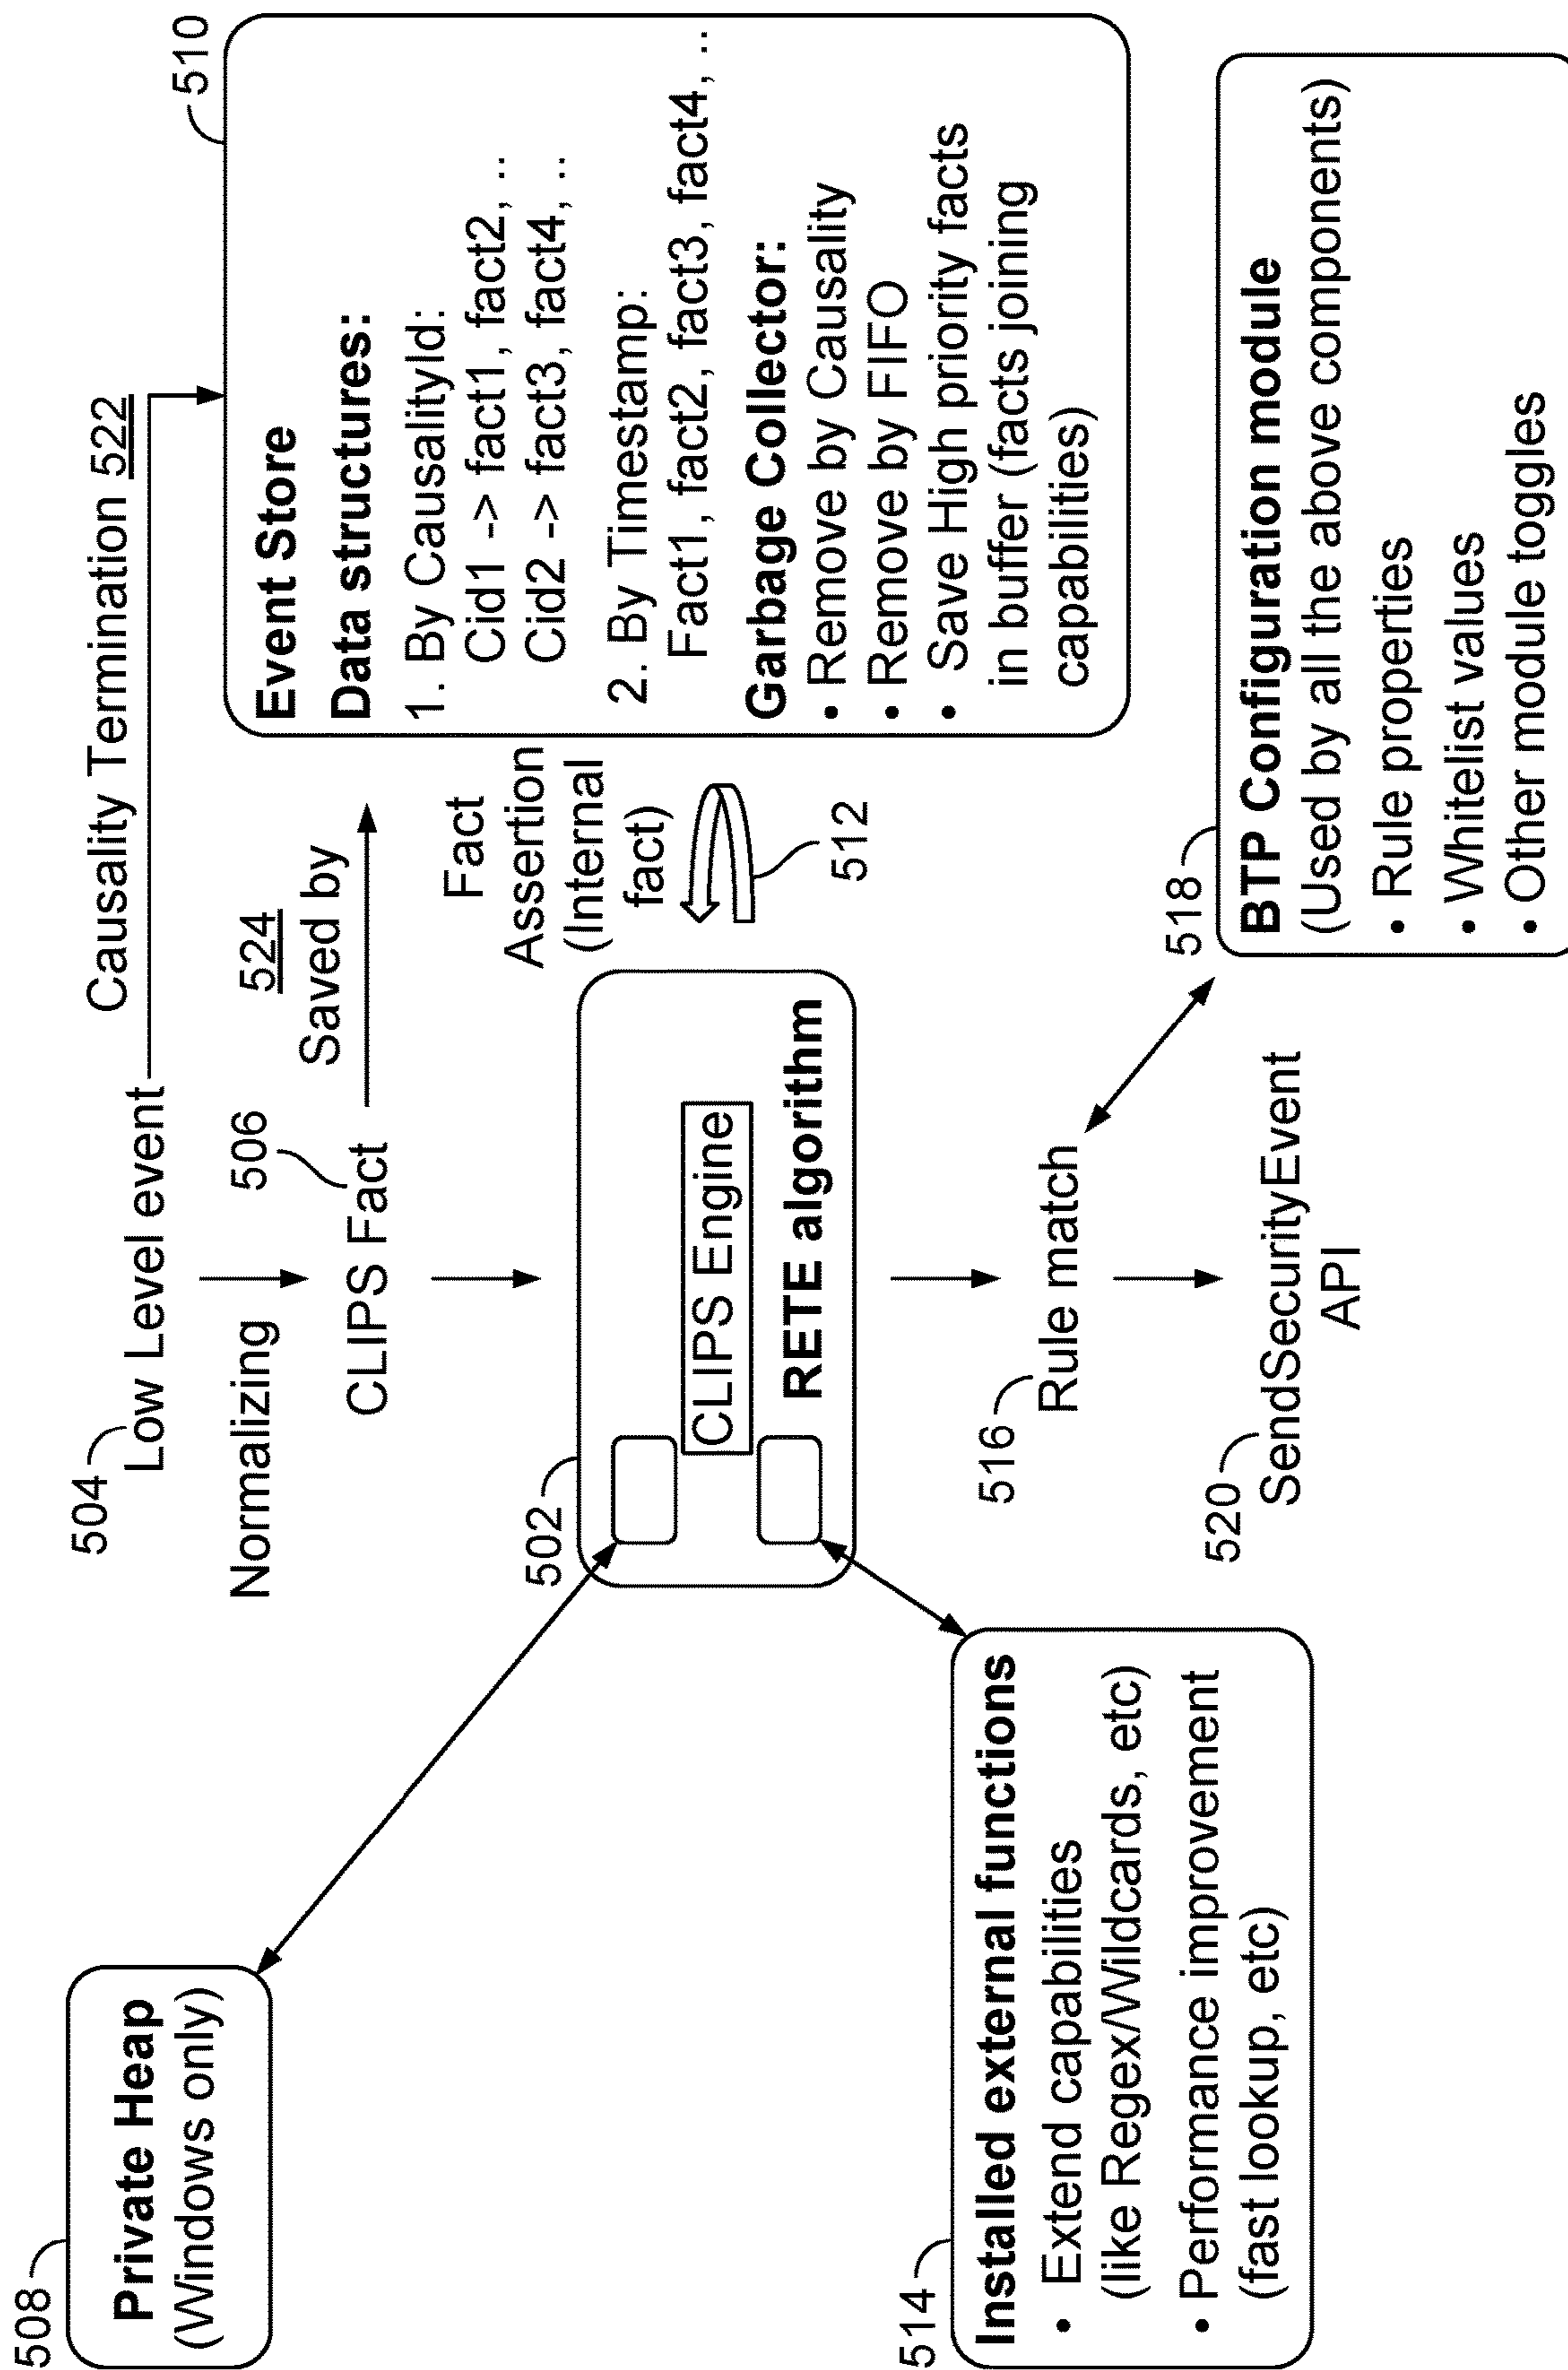 508
Private Heap
(Windows only)
504
Low Level event
Causality Termination 522
Normalizing
506
CLIPS Fact
524
Saved by
510
Event Store
Data structures:
1. By CausalityId:
Cid1 -> fact1, fact2, ..
Cid2 -> fact3, fact4, ..
2. By Timestamp:
Fact1, fact2, fact3, fact4, ..
Garbage Collector:
• Remove by Causality
• Remove by FIFO
• Save High priority facts
in buffer (facts joining
capabilities)
Fact
Assertion
(Internal
fact)
512
502
CLIPS Engine
RETE algorithm
514
Installed external functions
• Extend capabilities
(like Regex/Wildcards, etc)
• Performance improvement
(fast lookup, etc)
516
Rule match
520
SendSecurityEvent
API
518
BTP Configuration module
(Used by all the above components)
• Rule properties
• Whitelist values
• Other module toggles